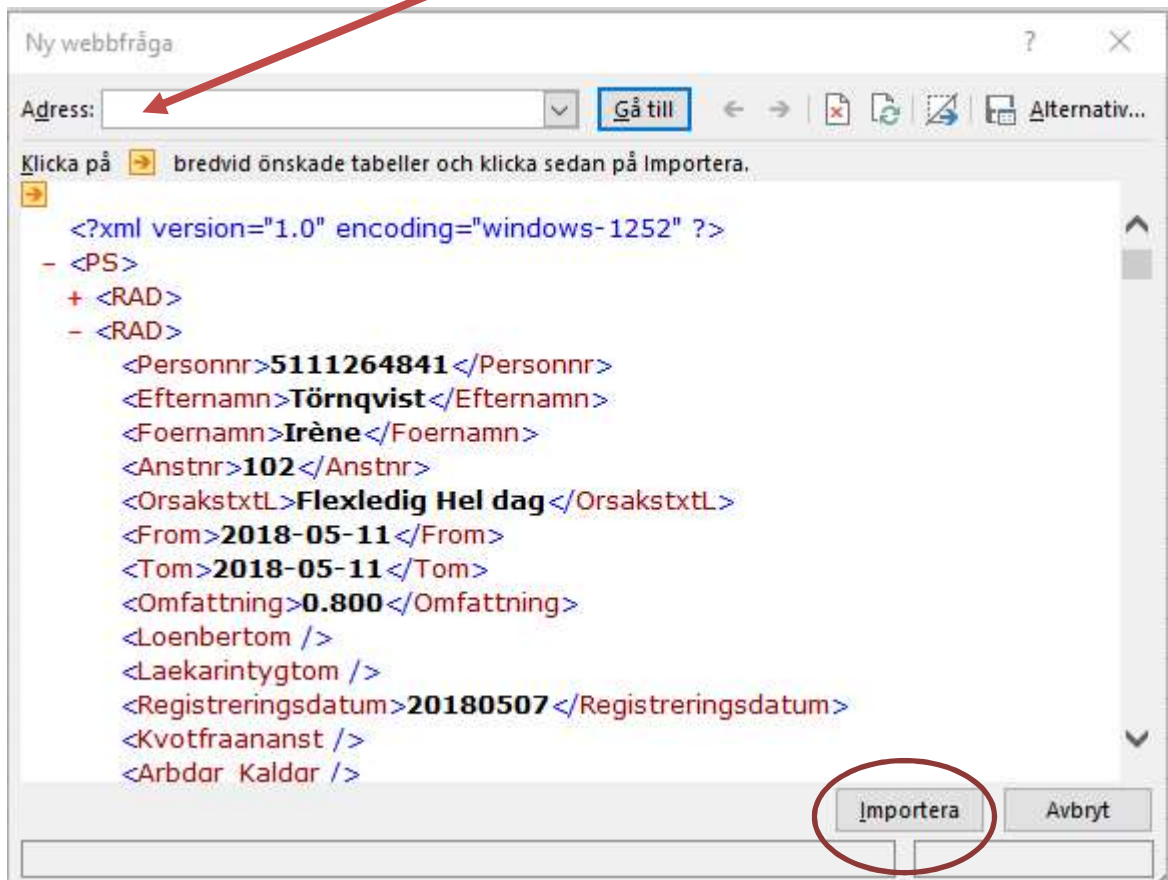 Ny webbfråga ?
Adress: Gå till Alternativ...
Klicka på bredvid önskade tabeller och klicka sedan på Importera.
<?xml version="1.0" encoding="windows-1252" ?>
- <PS>
+ <RAD>
- <RAD>
<Personnr>5111264841</Personnr>
<Efternamn>Törnqvist</Efternamn>
<Foernamn>Irène</Foernamn>
<Anstnr>102</Anstnr>
<OrsakstxtL>Flexledig Hel dag</OrsakstxtL>
<From>2018-05-11</From>
<Tom>2018-05-11</Tom>
<Omfattning>0.800</Omfattning>
<Loenbertom />
<Laekarintygtom />
<Registreringsdatum>20180507</Registreringsdatum>
<Kvotfraananst />
<Arbdgr_Kaldgr />
Importera Avbryt